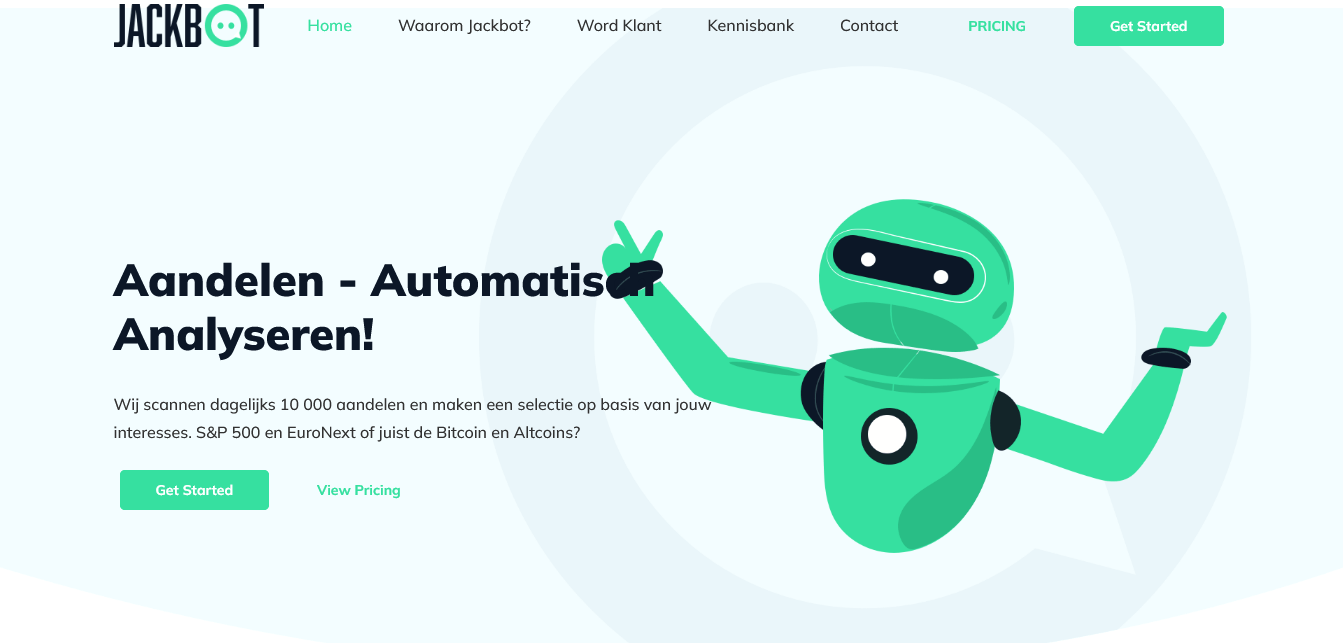 JACKBOT
Home
Waarom Jackbot?
Word Klant
Kennisbank
Contact
PRICING
Get Started
Aandelen - Automatisch
Analyseren!
Wij scannen dagelijks 10 000 aandelen en maken een selectie op basis van jouw
interesses. S&P 500 en EuroNext of juist de Bitcoin en Altcoins?
Get Started
View Pricing